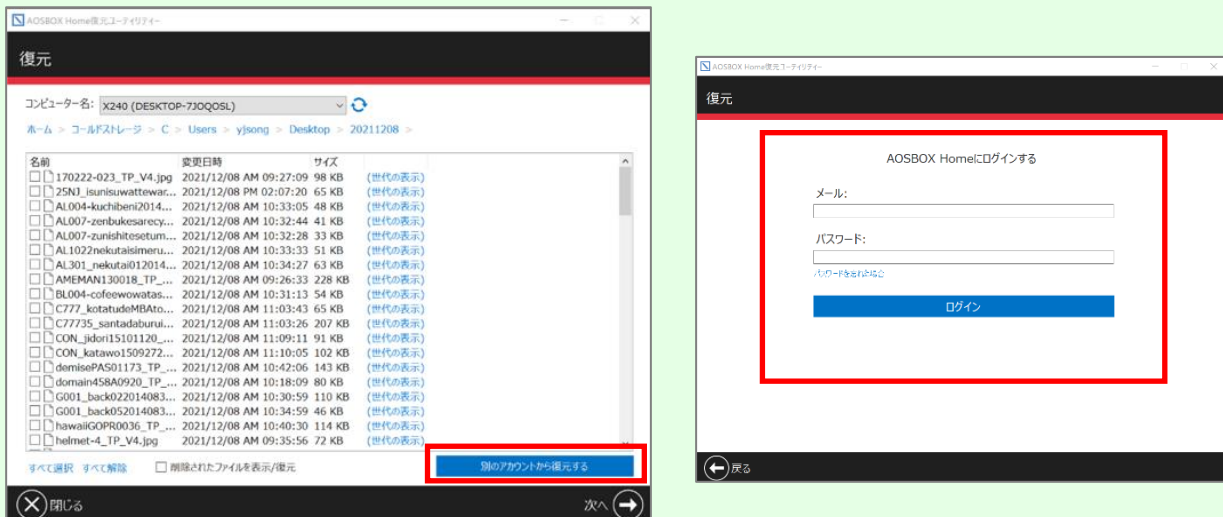 AOSBOX Home復元ユーティリティー
復元
コンピューター名: X240 (DESKTOP-7JOQOSL)
ホーム > コールドストレージ > C > Users > yjsong > Desktop > 20211208 >
名前 変更日時 サイズ
170222-023_TP_V4.jpg 2021/12/08 AM 09:27:09 98 KB (世代の表示)
25NJ_isunisuwattewar... 2021/12/08 PM 02:07:20 65 KB (世代の表示)
AL004-kuchibeni2014... 2021/12/08 AM 10:33:05 48 KB (世代の表示)
AL007-zenbukesarecy... 2021/12/08 AM 10:32:44 41 KB (世代の表示)
AL007-zunishitesetum... 2021/12/08 AM 10:32:28 33 KB (世代の表示)
AL1022nekutaisimeru... 2021/12/08 AM 10:33:33 51 KB (世代の表示)
AL301_nekutai012014... 2021/12/08 AM 10:34:27 63 KB (世代の表示)
AMEMAN130018_TP_... 2021/12/08 AM 09:26:33 228 KB (世代の表示)
BL004-cofeewowatas... 2021/12/08 AM 10:31:13 54 KB (世代の表示)
C777_kotatudeMBAto... 2021/12/08 AM 11:03:43 65 KB (世代の表示)
C77735_santadaburui... 2021/12/08 AM 11:03:26 207 KB (世代の表示)
CON_jidori15101120_... 2021/12/08 AM 11:09:11 91 KB (世代の表示)
CON_katawo1509272... 2021/12/08 AM 11:10:05 102 KB (世代の表示)
demisePAS01173_TP_... 2021/12/08 AM 10:42:06 143 KB (世代の表示)
domain458A0920_TP_... 2021/12/08 AM 10:18:09 80 KB (世代の表示)
G001_back022014083... 2021/12/08 AM 10:30:59 110 KB (世代の表示)
G001_back052014083... 2021/12/08 AM 10:34:59 46 KB (世代の表示)
hawaiiGOPR0036_TP_... 2021/12/08 AM 10:40:30 114 KB (世代の表示)
helmet-4_TP_V4.jpg 2021/12/08 AM 09:35:56 72 KB (世代の表示)
すべて選択 すべて解除 削除されたファイルを表示/復元 別のアカウントから復元する
閉じる 次へ
AOSBOX Home復元ユーティリティー
復元
AOSBOX Homeにログインする
メール:
パスワード:
パスワードを忘れた場合
ログイン
戻る